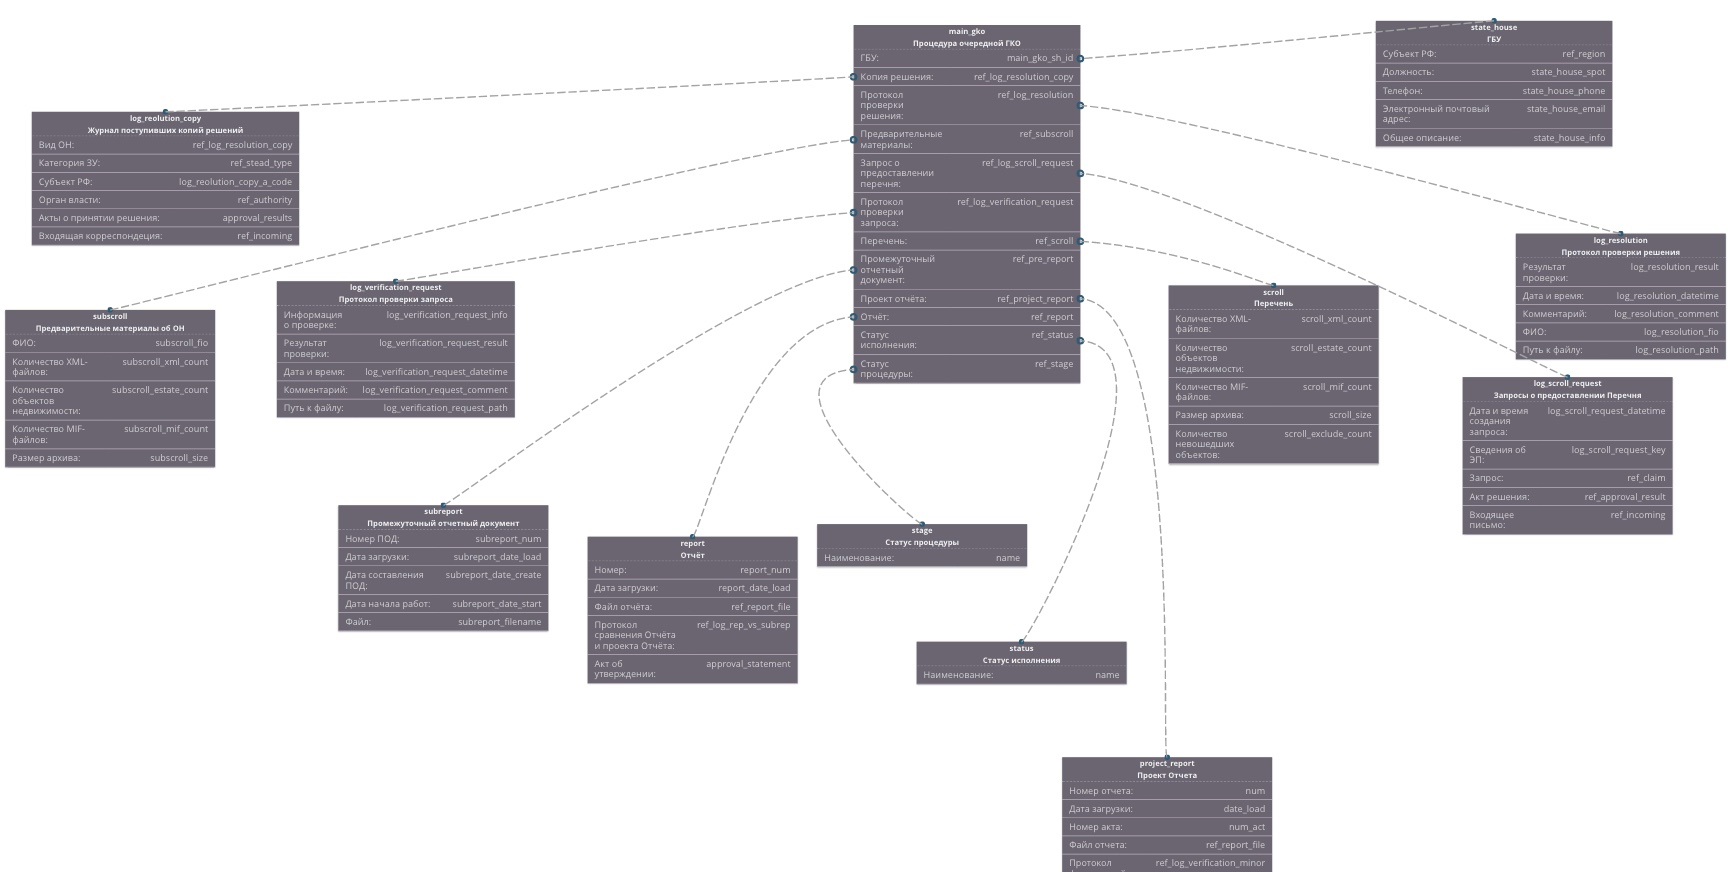 main_gko
Процедура очередной ГКО
ГБУ: main_gko_sh_id
Копия решения: ref_log_resolution_copy
Протокол ref_log_resolution
проверки
решения:
Предварительные ref_subscroll
материалы:
Запрос о ref_log_scroll_request
предоставлении
перечня:
Протокол ref_log_verification_request
проверки
запроса:
Перечень: ref_scroll
Промежуточный ref_pre_report
отчетный
документ:
Проект отчёта: ref_project_report
Отчёт: ref_report
Статус ref_status
исполнения:
Статус ref_stage
процедуры:
state_house
ГБУ
Субъект РФ: ref_region
Должность: state_house_spot
Телефон: state_house_phone
Электронный почтовый state_house_email
адрес:
Общее описание: state_house_info
log_reolution_copy
Журнал поступивших копий решений
Вид ОН: ref_log_resolution_copy
Категория ЗУ: ref_stead_type
Субъект РФ: log_reolution_copy_a_code
Орган власти: ref_authority
Акты о принятии решения: approval_results
Входящая корреспондеция: ref_incoming
log_resolution
Протокол проверки решения
Результат log_resolution_result
проверки:
Дата и время: log_resolution_datetime
Комментарий: log_resolution_comment
ФИО: log_resolution_fio
Путь к файлу: log_resolution_path
log_verification_request
Протокол проверки запроса
Информация log_verification_request_info
о проверке:
Результат log_verification_request_result
проверки:
Дата и время: log_verification_request_datetime
Комментарий: log_verification_request_comment
Путь к файлу: log_verification_request_path
scroll
Перечень
Количество XML- scroll_xml_count
файлов:
Количество scroll_estate_count
объектов
недвижимости:
Количество MIF- scroll_mif_count
файлов:
Размер архива: scroll_size
Количество scroll_exclude_count
невошедших
объектов:
subscroll
Предварительные материалы об ОН
ФИО: subscroll_fio
Количество XML- subscroll_xml_count
файлов:
Количество subscroll_estate_count
объектов
недвижимости:
Количество MIF- subscroll_mif_count
файлов:
Размер архива: subscroll_size
log_scroll_request
Запросы о предоставлении Перечня
Дата и время log_scroll_request_datetime
создания
запроса:
Сведения об log_scroll_request_key
ЭП:
Запрос: ref_claim
Акт решения: ref_approval_result
Входящее ref_incoming
письмо:
subreport
Промежуточный отчетный документ
Номер ПОД: subreport_num
Дата загрузки: subreport_date_load
Дата составления subreport_date_create
ПОД:
Дата начала работ: subreport_date_start
Файл: subreport_filename
report
Отчёт
Номер: report_num
Дата загрузки: report_date_load
Файл отчёта: ref_report_file
Протокол ref_log_rep_vs_subrep
сравнения Отчёта
и проекта Отчёта:
Акт об approval_statement
утверждении:
stage
Статус процедуры
Наименование: name
status
Статус исполнения
Наименование: name
project_report
Проект Отчета
Номер отчета: num
Дата загрузки: date_load
Номер акта: num_act
Файл отчета: ref_report_file
Протокол ref_log_verification_minor